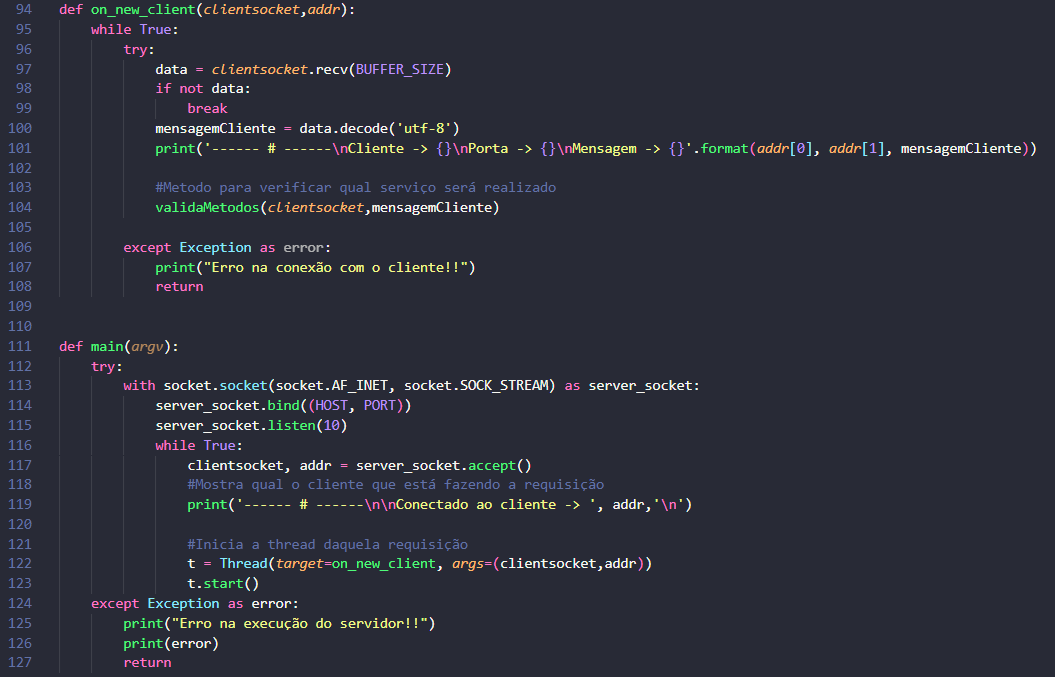 94 def on_new_client(clientsocket,addr):
95     while True:
96         try:
97             data = clientsocket.recv(BUFFER_SIZE)
98             if not data:
99                 break
100             mensagemCliente = data.decode('utf-8')
101             print('------ # ------\nCliente -> {}\nPorta -> {}\nMensagem -> {}'.format(addr[0], addr[1], mensagemCliente))
102
103             #Metodo para verificar qual serviço será realizado
104             validaMetodos(clientsocket,mensagemCliente)
105
106         except Exception as error:
107             print("Erro na conexão com o cliente!!")
108             return
109
110
111 def main(argv):
112     try:
113         with socket.socket(socket.AF_INET, socket.SOCK_STREAM) as server_socket:
114             server_socket.bind((HOST, PORT))
115             server_socket.listen(10)
116             while True:
117                 clientsocket, addr = server_socket.accept()
118                 #Mostra qual o cliente que está fazendo a requisição
119                 print('------ # ------\n\nConectado ao cliente -> ', addr,'\n')
120
121                 #Inicia a thread daquela requisição
122                 t = Thread(target=on_new_client, args=(clientsocket,addr))
123                 t.start()
124     except Exception as error:
125         print("Erro na execução do servidor!!")
126         print(error)
127         return